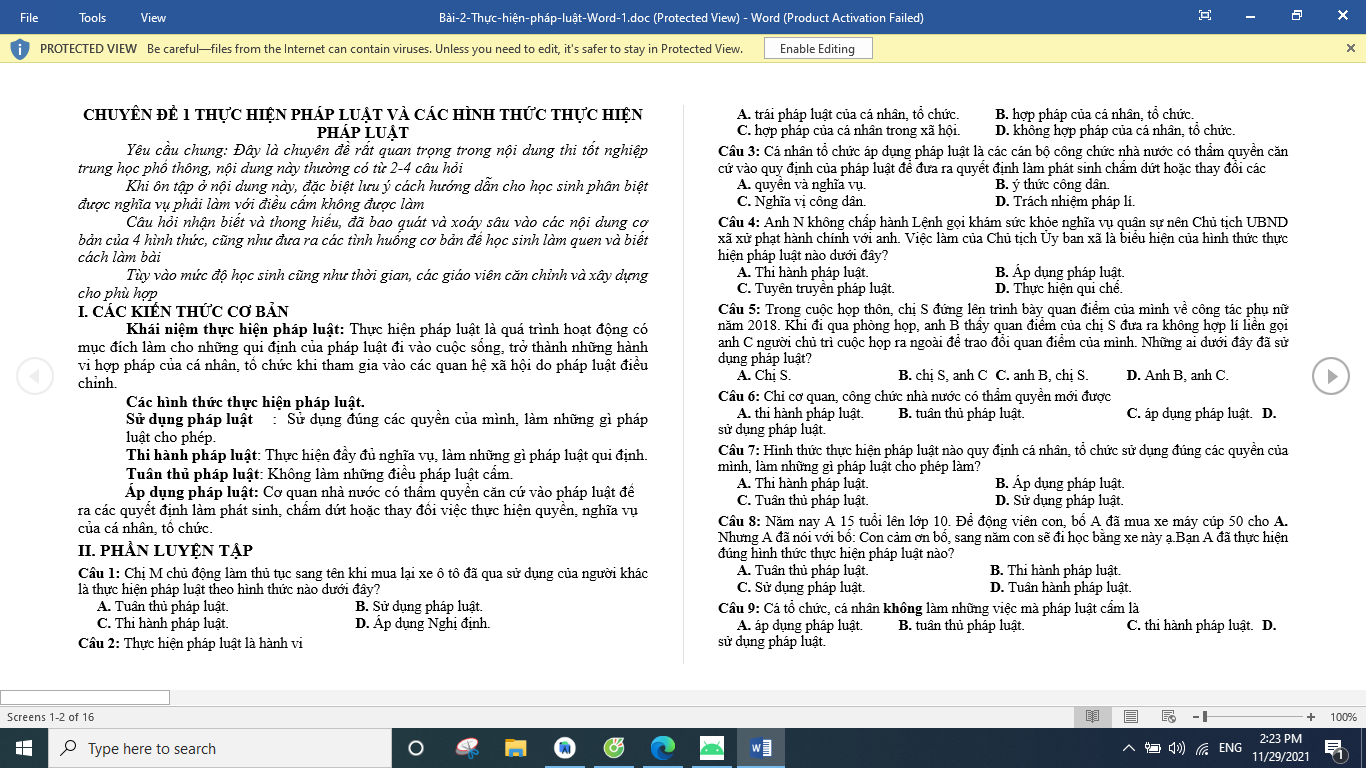 File Tools View Bài-2-Thực-hiện-pháp-luật-Word-1.doc (Protected View) - Word (Product Activation Failed)
PROTECTED VIEW Be careful—files from the Internet can contain viruses. Unless you need to edit, it's safer to stay in Protected View. Enable Editing
CHUYÊN ĐỀ 1 THỰC HIỆN PHÁP LUẬT VÀ CÁC HÌNH THỨC THỰC HIỆN
PHÁP LUẬT
Yêu cầu chung: Đây là chuyên đề rất quan trọng trong nội dung thi tốt nghiệp
trung học phổ thông, nội dung này thường có từ 2-4 câu hỏi
Khi ôn tập ở nội dung này, đặc biệt lưu ý cách hướng dẫn cho học sinh phân biệt
được nghĩa vụ phải làm với điều cấm không được làm
Câu hỏi nhận biết và thong hiểu, đã bao quát và xoáy sâu vào các nội dung cơ
bản của 4 hình thức, cũng như đưa ra các tình huống cơ bản để học sinh làm quen và biết
cách làm bài
Tùy vào mức độ học sinh cũng như thời gian, các giáo viên căn chỉnh và xây dựng
cho phù hợp
I. CÁC KIẾN THỨC CƠ BẢN
Khái niệm thực hiện pháp luật: Thực hiện pháp luật là quá trình hoạt động có
mục đích làm cho những qui định của pháp luật đi vào cuộc sống, trở thành những hành
vi hợp pháp của cá nhân, tổ chức khi tham gia vào các quan hệ xã hội do pháp luật điều
chỉnh.
Các hình thức thực hiện pháp luật.
Sử dụng pháp luật : Sử dụng đúng các quyền của mình, làm những gì pháp
luật cho phép.
Thi hành pháp luật: Thực hiện đầy đủ nghĩa vụ, làm những gì pháp luật qui định.
Tuân thủ pháp luật: Không làm những điều pháp luật cấm.
Áp dụng pháp luật: Cơ quan nhà nước có thẩm quyền căn cứ vào pháp luật để
ra các quyết định làm phát sinh, chấm dứt hoặc thay đổi việc thực hiện quyền, nghĩa vụ
của cá nhân, tổ chức.
II. PHẦN LUYỆN TẬP
Câu 1: Chị M chủ động làm thủ tục sang tên khi mua lại xe ô tô đã qua sử dụng của người khác
là thực hiện pháp luật theo hình thức nào dưới đây?
A. Tuân thủ pháp luật. B. Sử dụng pháp luật.
C. Thi hành pháp luật. D. Áp dụng Nghị định.
Câu 2: Thực hiện pháp luật là hành vi
A. trái pháp luật của cá nhân, tổ chức. B. hợp pháp của cá nhân, tổ chức.
C. hợp pháp của cá nhân trong xã hội. D. không hợp pháp của cá nhân, tổ chức.
Câu 3: Cá nhân tổ chức áp dụng pháp luật là các cán bộ công chức nhà nước có thẩm quyền căn
cứ vào quy định của pháp luật để đưa ra quyết định làm phát sinh chấm dứt hoặc thay đổi các
A. quyền và nghĩa vụ. B. ý thức công dân.
C. Nghĩa vị công dân. D. Trách nhiệm pháp lí.
Câu 4: Anh N không chấp hành Lệnh gọi khám sức khỏe nghĩa vụ quân sự nên Chủ tịch UBND
xã xử phạt hành chính với anh. Việc làm của Chủ tịch Ủy ban xã là biểu hiện của hình thức thực
hiện pháp luật nào dưới đây?
A. Thi hành pháp luật. B. Áp dụng pháp luật.
C. Tuyên truyền pháp luật. D. Thực hiện qui chế.
Câu 5: Trong cuộc họp thôn, chị S đứng lên trình bày quan điểm của mình về công tác phụ nữ
năm 2018. Khi đi qua phòng họp, anh B thấy quan điểm của chị S đưa ra không hợp lí liền gọi
anh C người chủ trì cuộc họp ra ngoài để trao đổi quan điểm của mình. Những ai dưới đây đã sử
dụng pháp luật?
A. Chị S. B. chị S, anh C C. anh B, chị S. D. Anh B, anh C.
Câu 6: Chỉ cơ quan, công chức nhà nước có thẩm quyền mới được
A. thi hành pháp luật. B. tuân thủ pháp luật. C. áp dụng pháp luật. D.
sử dụng pháp luật.
Câu 7: Hình thức thực hiện pháp luật nào quy định cá nhân, tổ chức sử dụng đúng các quyền của
mình, làm những gì pháp luật cho phép làm?
A. Thi hành pháp luật. B. Áp dụng pháp luật.
C. Tuân thủ pháp luật. D. Sử dụng pháp luật.
Câu 8: Năm nay A 15 tuổi lên lớp 10. Để động viên con, bố A đã mua xe máy cúp 50 cho A.
Nhưng A đã nói với bố: Con cảm ơn bố, sang năm con sẽ đi học bằng xe này ạ.Bạn A đã thực hiện
đúng hình thức thực hiện pháp luật nào?
A. Tuân thủ pháp luật. B. Thi hành pháp luật.
C. Sử dụng pháp luật. D. Tuân hành pháp luật.
Câu 9: Cá tổ chức, cá nhân không làm những việc mà pháp luật cấm là
A. áp dụng pháp luật. B. tuân thủ pháp luật. C. thi hành pháp luật. D.
sử dụng pháp luật.
Screens 1-2 of 16 100%
Type here to search ENG 2:23 PM
11/29/2021 1